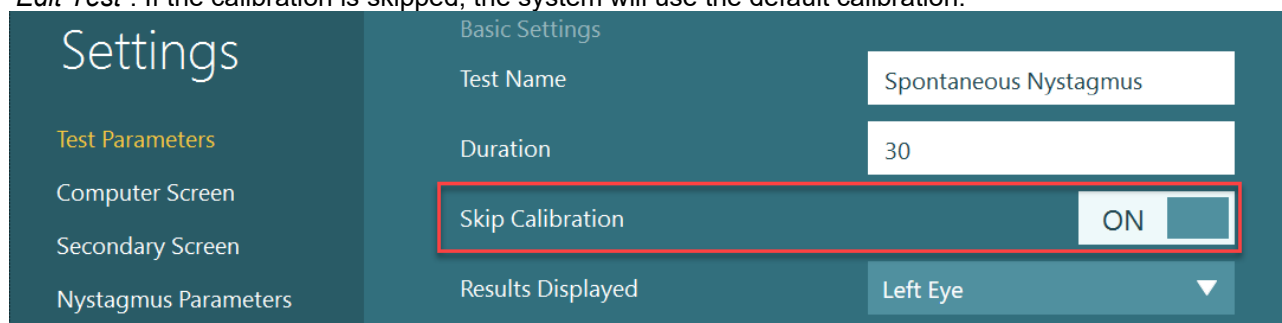 "Edit Test". If the calibration is skipped, the system will use the default calibration.
Settings
Test Parameters
Computer Screen
Secondary Screen
Nystagmus Parameters
Basic Settings
Test Name
Spontaneous Nystagmus
Duration
30
Skip Calibration
ON
Results Displayed
Left Eye